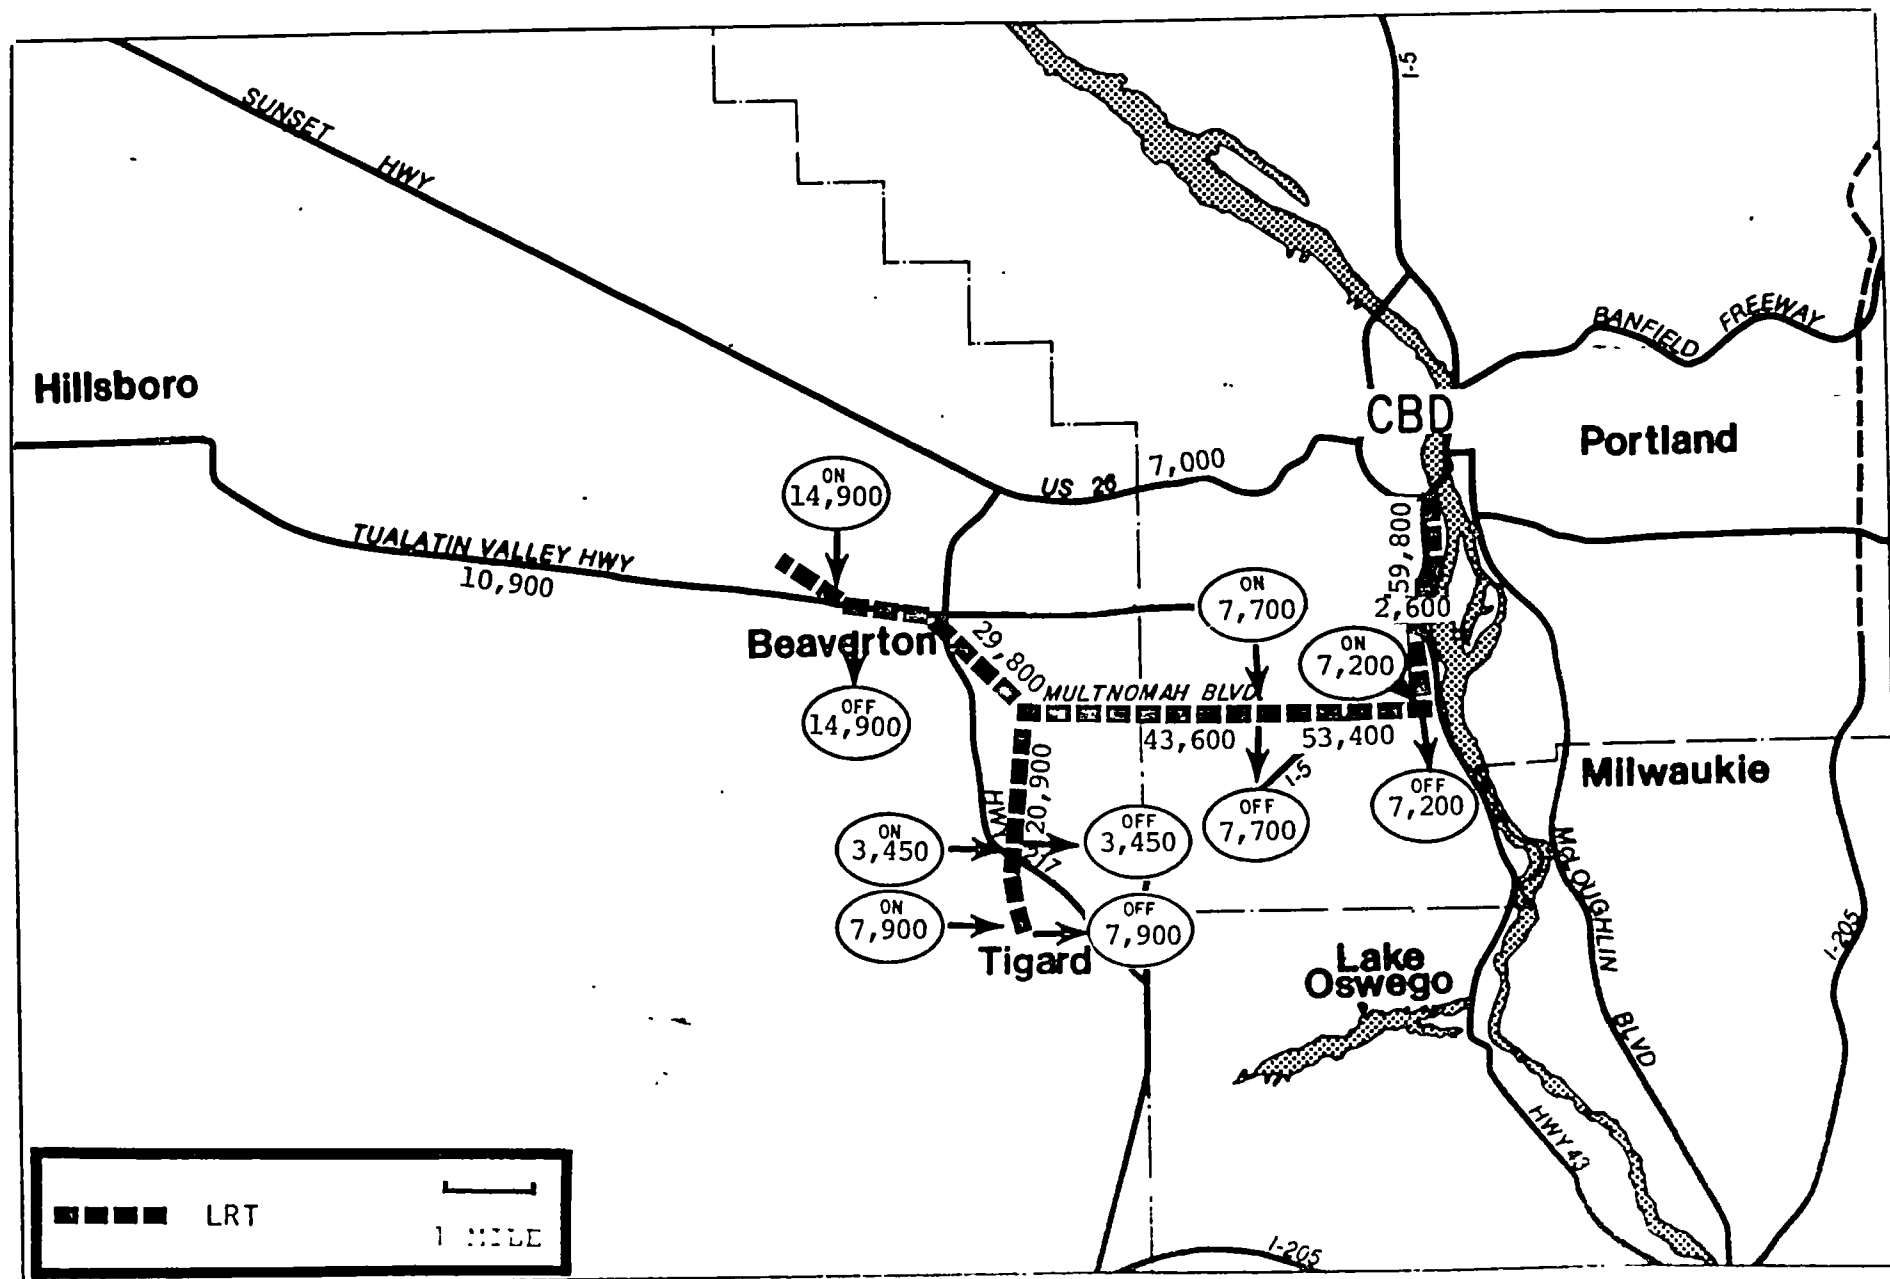 I-5
SUNSET
HWY
BANFIELD
FREEWAY
Hillsboro
CBD
Portland
US 26
7,000
ON
14,900
TUALATIN VALLEY HWY
10,900
59,800
2,600
ON
7,700
ON
7,200
Beaverton
29,800
MULTNOMAH BLVD.
OFF
14,900
43,600
53,400
I-5
Milwaukie
20,900
HWY
217
ON
3,450
OFF
3,450
OFF
7,700
OFF
7,200
ON
7,900
OFF
7,900
Tigard
Lake
Oswego
McLOUGHLIN
BLVD
I-205
HWY 43
LRT
1 MILE
I-205